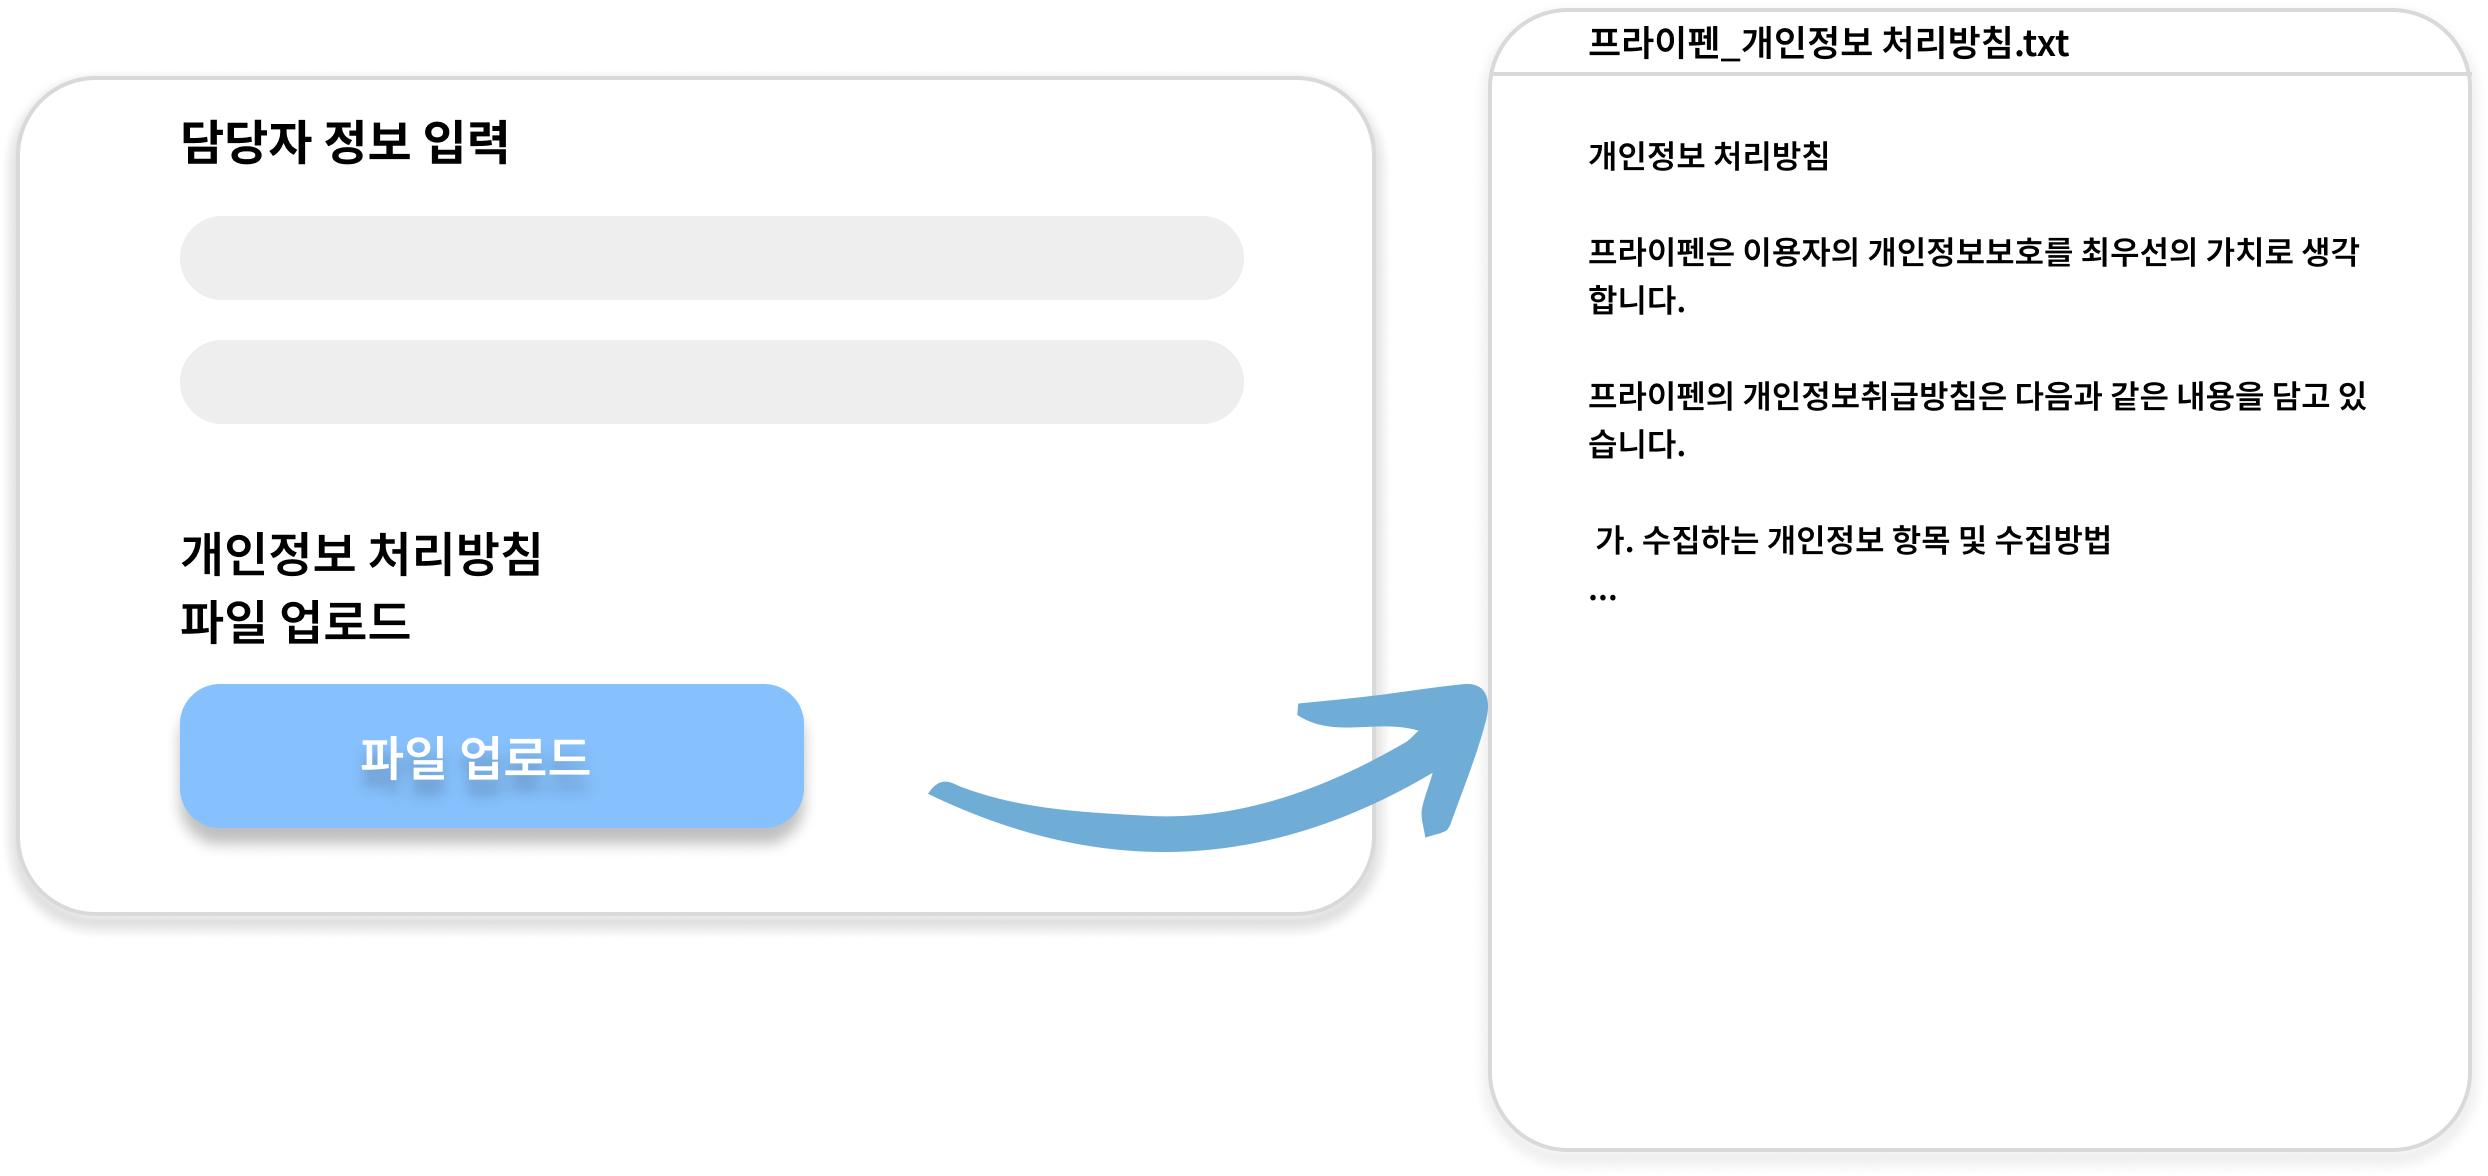 담당자 정보 입력
개인정보 처리방침
파일 업로드
파일 업로드
프라이펜_개인정보 처리방침.txt
개인정보 처리방침
프라이펜은 이용자의 개인정보보호를 최우선의 가치로 생각
합니다.
프라이펜의 개인정보취급방침은 다음과 같은 내용을 담고 있
습니다.
가. 수집하는 개인정보 항목 및 수집방법
...